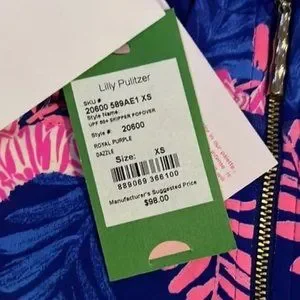 Lilly Pulitzer
SKU #
20600 589AE1 XS
Style Name
UPF 50+ SKIPPER POPOVER
Style #: 20600
ROYAL PURPLE
DAZZLE
Size: XS
889069 366100
Manufacturer's Suggested Price
$98.00